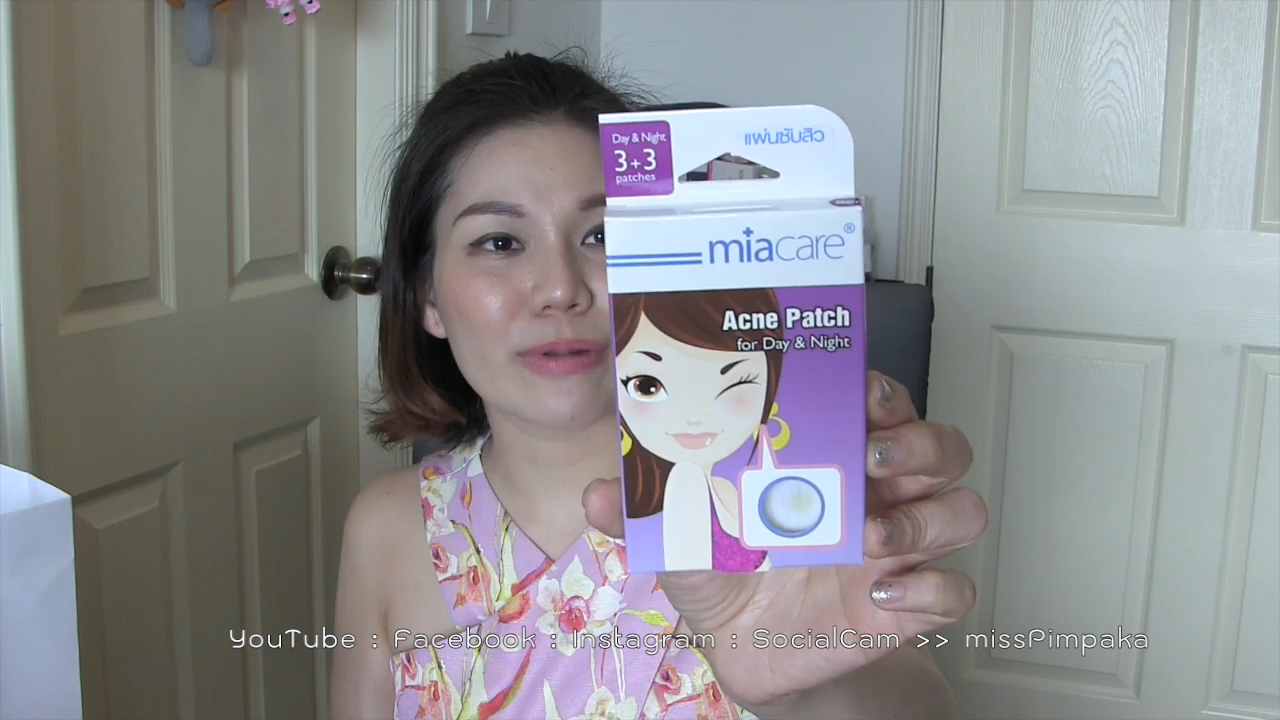 Day & Night
3+3
patches
แผ่นซับสิว
miacare®
Acne Patch
for Day & Night
YouTube : Facebook : Instagram : SocialCam >> missPimpaka